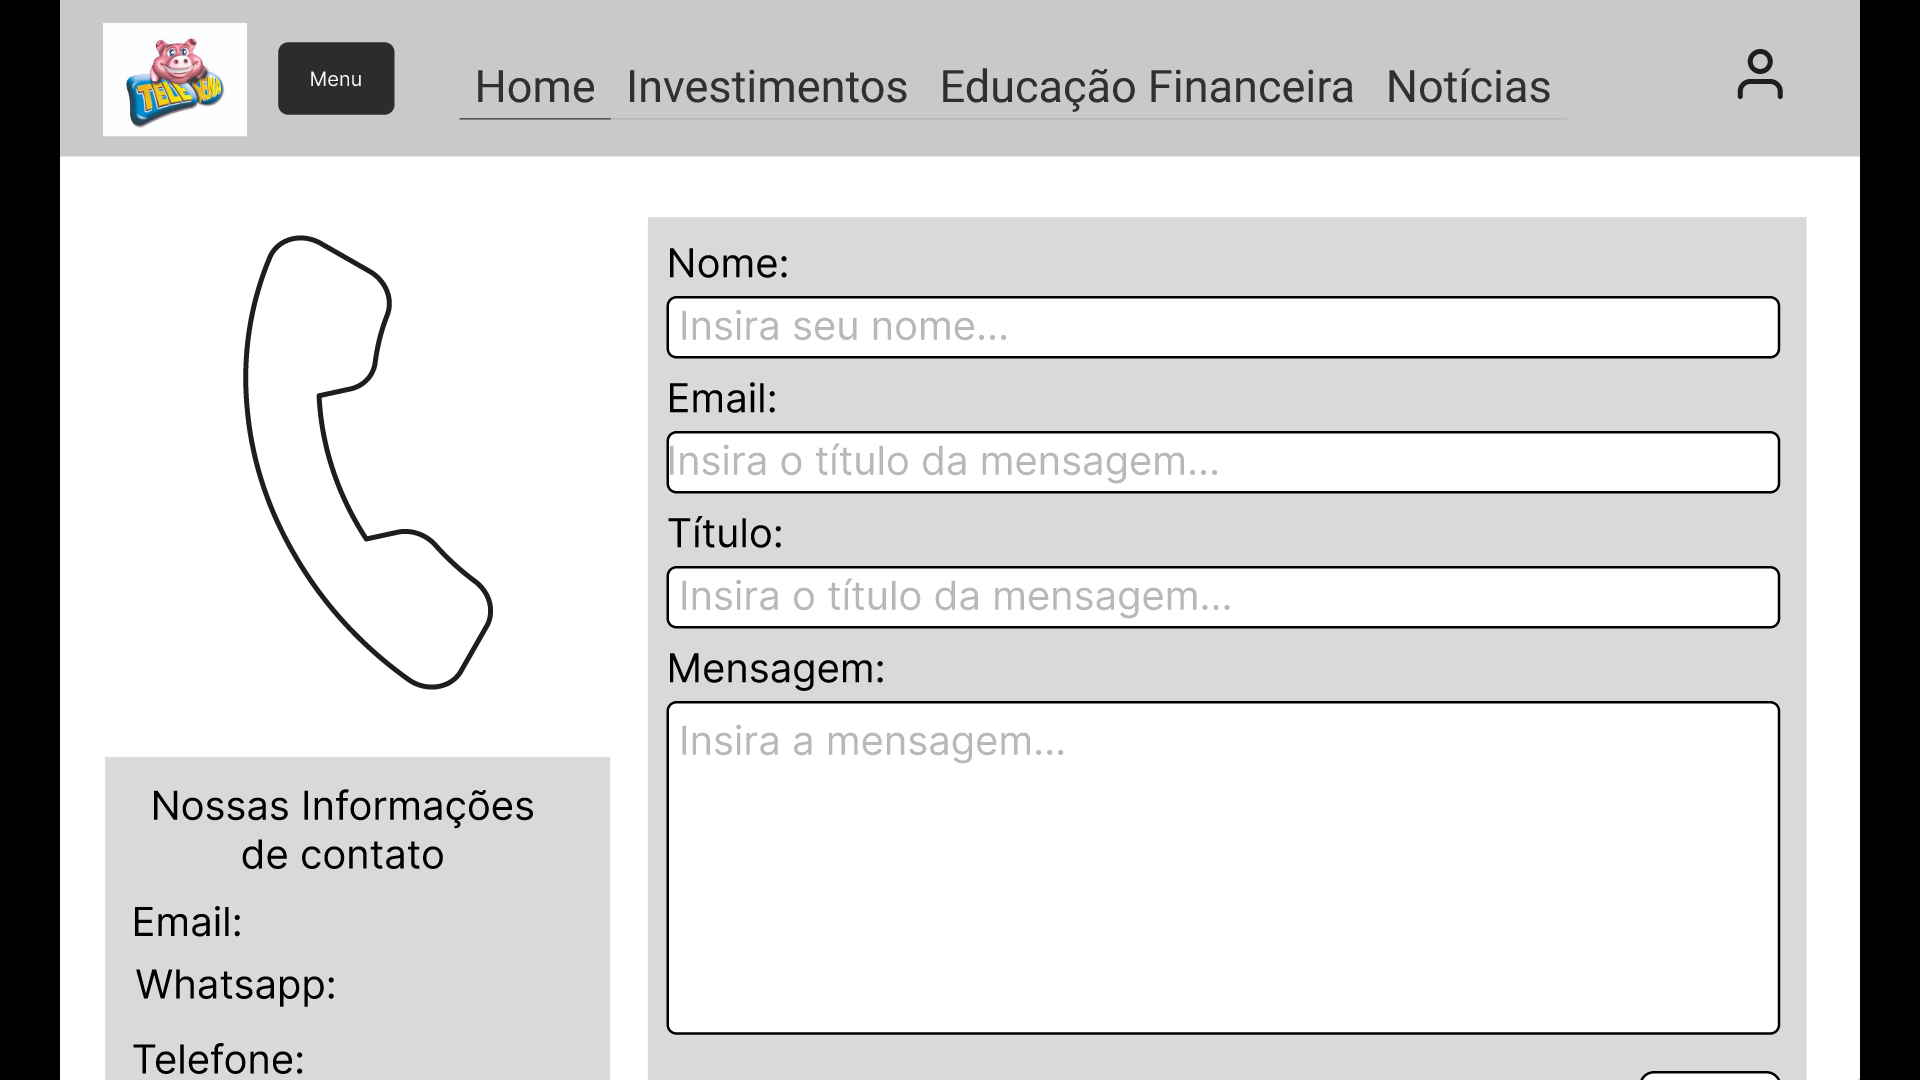 TELE SENA
Menu
Home Investimentos Educação Financeira Notícias
Nome:
Insira seu nome...
Email:
Insira o título da mensagem...
Título:
Insira o título da mensagem...
Mensagem:
Insira a mensagem...
Nossas Informações
de contato
Email:
Whatsapp:
Telefone: